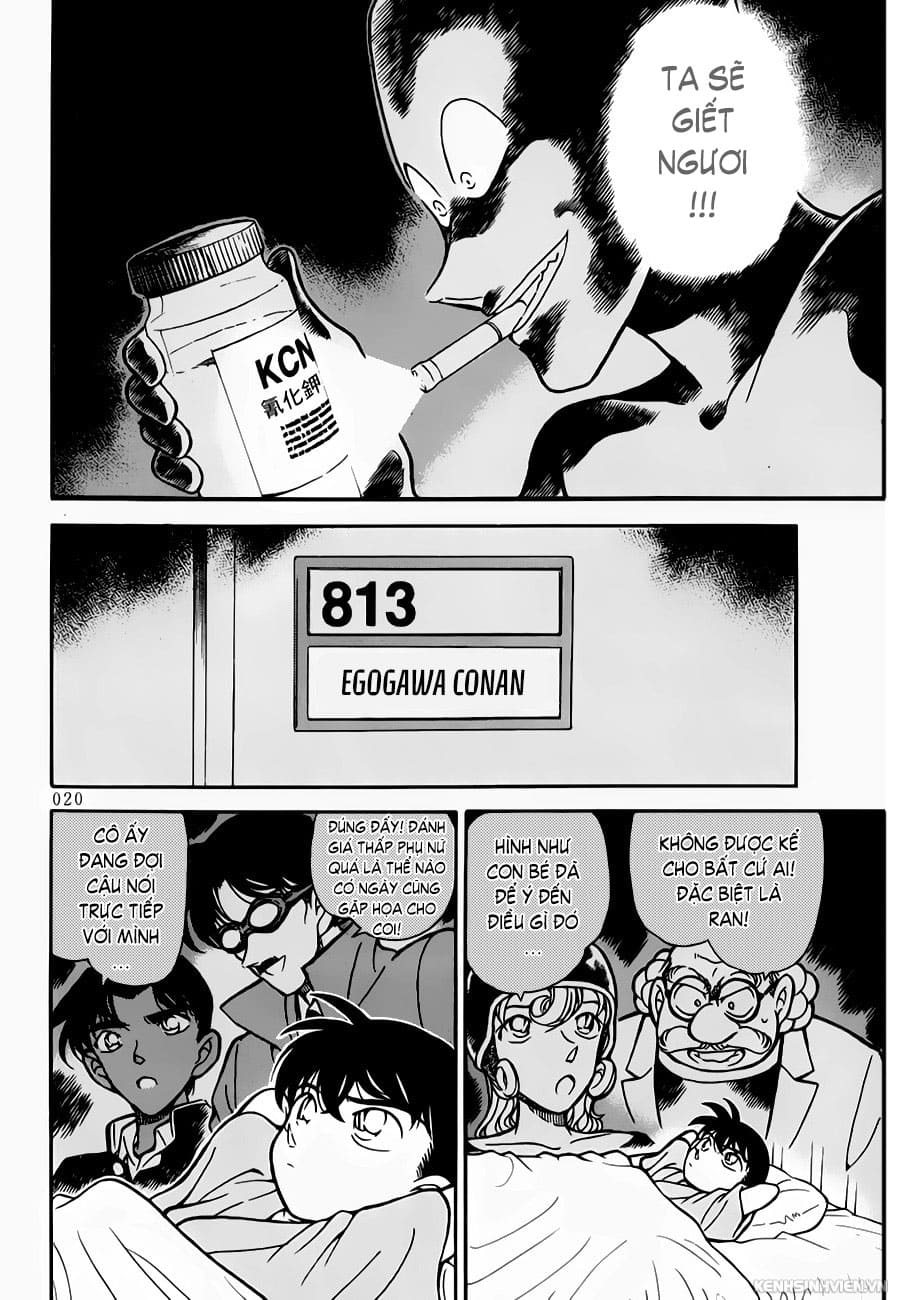 TA SẼ
GIẾT
NGƯƠI
!!!
KCN
氰化鉀
813
EGOGAWA CONAN
020
KHÔNG ĐƯỢC KỂ
CHO BẤT CỨ AI!
ĐẶC BIỆT LÀ
RAN!
HÌNH NHƯ
CON BÉ ĐÃ
ĐỂ Ý ĐẾN
ĐIỀU GÌ ĐÓ
...
ĐÚNG ĐẤY! ĐÁNH
GIÁ THẤP PHỤ NỮ
QUÁ LÀ THẾ NÀO
CÓ NGÀY CŨNG
GẶP HỌA CHO
COI!
CÔ ẤY
ĐANG ĐỢI
CẬU NÓI
TRỰC TIẾP
VỚI MÌNH
...
KENHSINHVIEN.VN